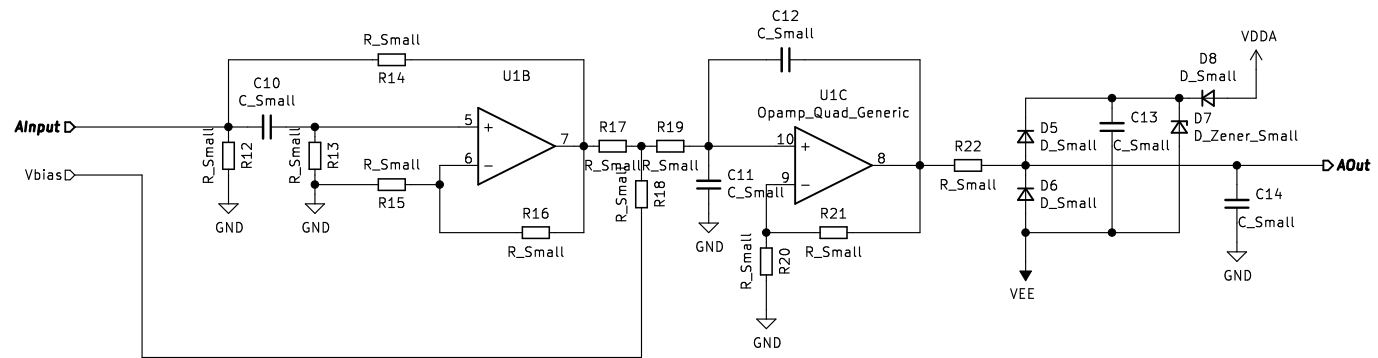 AInput
Vbias
R_Small
R12
GND
C10
C_Small
R_Small
R14
R_Small
R13
GND
R_Small
R15
U1B
5
+
6
−
7
R16
R_Small
R17
R_Small
R_Small
R18
R19
R_Small
C11
C_Small
GND
C12
C_Small
U1C
Opamp_Quad_Generic
10
+
9
−
8
R_Small
R20
GND
R21
R_Small
R22
R_Small
D5
D_Small
D6
D_Small
VEE
C13
C_Small
D8
D_Small
VDDA
D7
D_Zener_Small
C14
C_Small
GND
AOut